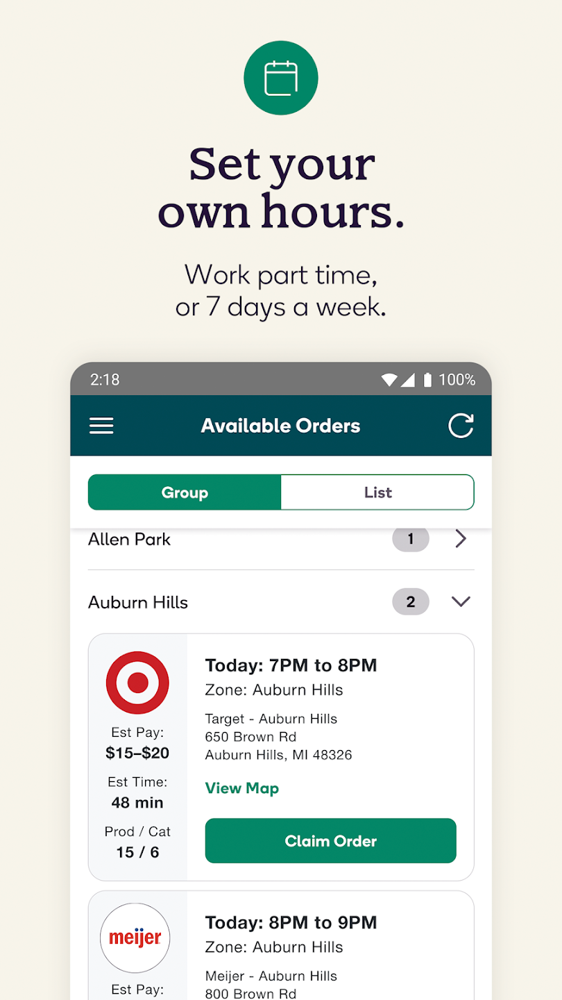 Set your
own hours.
Work part time,
or 7 days a week.
2:18
100%
Available Orders
Group
List
Allen Park
1
Auburn Hills
2
Est Pay:
$15–$20
Est Time:
48 min
Prod / Cat
15 / 6
Today: 7PM to 8PM
Zone: Auburn Hills
Target - Auburn Hills
650 Brown Rd
Auburn Hills, MI 48326
View Map
Claim Order
meijer
Est Pay:
Today: 8PM to 9PM
Zone: Auburn Hills
Meijer - Auburn Hills
800 Brown Rd